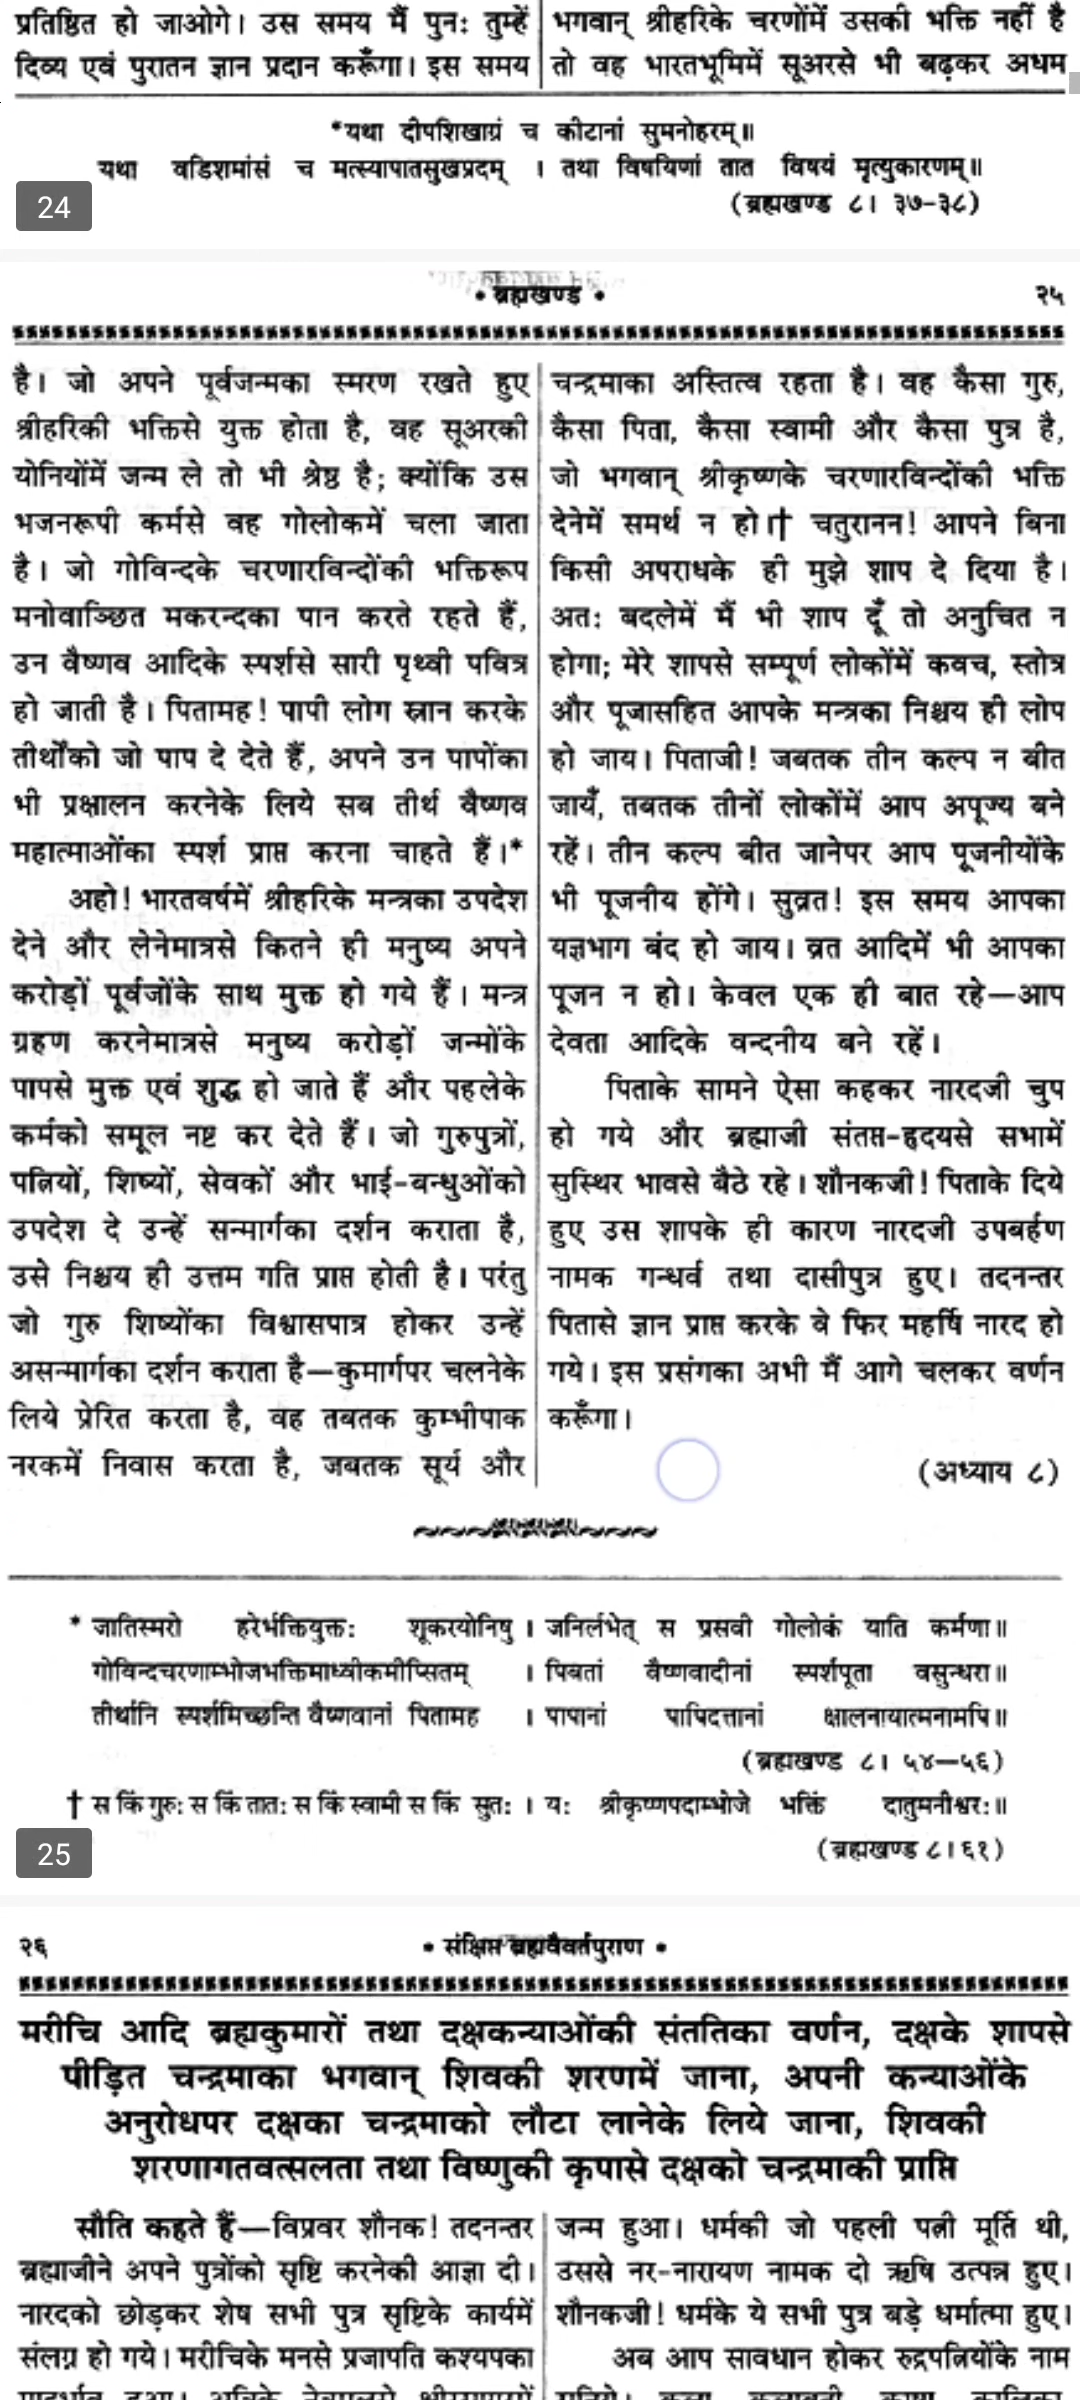 प्रतिष्ठित हो जाओगे। उस समय मैं पुनः तुम्हें
दिव्य एवं पुरातन ज्ञान प्रदान करूँगा। इस समय
भगवान् श्रीहरिके चरणोंमें उसकी भक्ति नहीं है
तो वह भारतभूमिमें सूअरसे भी बढ़कर अधम
*यथा दीपशिखाग्रं च कीटानां सुमनोहरम्॥
यथा वडिशमांसं च मत्स्यापातसुखप्रदम् । तथा विषयिणां तात विषयं मृत्युकारणम्॥
(ब्रह्मखण्ड ८। ३७-३८)
24
• ब्रह्मखण्ड •
२५
है। जो अपने पूर्वजन्मका स्मरण रखते हुए
श्रीहरिकी भक्तिसे युक्त होता है, वह सूअरकी
योनियोंमें जन्म ले तो भी श्रेष्ठ है; क्योंकि उस
भजनरूपी कर्मसे वह गोलोकमें चला जाता
है। जो गोविन्दके चरणारविन्दोंकी भक्तिरूप
मनोवाञ्छित मकरन्दका पान करते रहते हैं,
उन वैष्णव आदिके स्पर्शसे सारी पृथ्वी पवित्र
हो जाती है। पितामह! पापी लोग स्नान करके
तीर्थोंको जो पाप दे देते हैं, अपने उन पापोंका
भी प्रक्षालन करनेके लिये सब तीर्थ वैष्णव
महात्माओंका स्पर्श प्राप्त करना चाहते हैं।*
अहो! भारतवर्षमें श्रीहरिके मन्त्रका उपदेश
देने और लेनेमात्रसे कितने ही मनुष्य अपने
करोड़ों पूर्वजोंके साथ मुक्त हो गये हैं। मन्त्र
ग्रहण करनेमात्रसे मनुष्य करोड़ों जन्मोंके
पापसे मुक्त एवं शुद्ध हो जाते हैं और पहलेके
कर्मको समूल नष्ट कर देते हैं। जो गुरुपुत्रों,
पत्नियों, शिष्यों, सेवकों और भाई-बन्धुओंको
उपदेश दे उन्हें सन्मार्गका दर्शन कराता है,
उसे निश्चय ही उत्तम गति प्राप्त होती है। परंतु
जो गुरु शिष्योंका विश्वासपात्र होकर उन्हें
असन्मार्गका दर्शन कराता है—कुमार्गपर चलनेके
लिये प्रेरित करता है, वह तबतक कुम्भीपाक
नरकमें निवास करता है, जबतक सूर्य और
चन्द्रमाका अस्तित्व रहता है। वह कैसा गुरु,
कैसा पिता, कैसा स्वामी और कैसा पुत्र है,
जो भगवान् श्रीकृष्णके चरणारविन्दोंकी भक्ति
देनेमें समर्थ न हो।† चतुरानन! आपने बिना
किसी अपराधके ही मुझे शाप दे दिया है।
अतः बदलेमें मैं भी शाप दूँ तो अनुचित न
होगा; मेरे शापसे सम्पूर्ण लोकोंमें कवच, स्तोत्र
और पूजासहित आपके मन्त्रका निश्चय ही लोप
हो जाय। पिताजी! जबतक तीन कल्प न बीत
जायँ, तबतक तीनों लोकोंमें आप अपूज्य बने
रहें। तीन कल्प बीत जानेपर आप पूजनीयोंके
भी पूजनीय होंगे। सुव्रत! इस समय आपका
यज्ञभाग बंद हो जाय। व्रत आदिमें भी आपका
पूजन न हो। केवल एक ही बात रहे—आप
देवता आदिके वन्दनीय बने रहें।
पिताके सामने ऐसा कहकर नारदजी चुप
हो गये और ब्रह्माजी संतप्त-हृदयसे सभामें
सुस्थिर भावसे बैठे रहे। शौनकजी! पिताके दिये
हुए उस शापके ही कारण नारदजी उपबर्हण
नामक गन्धर्व तथा दासीपुत्र हुए। तदनन्तर
पितासे ज्ञान प्राप्त करके वे फिर महर्षि नारद हो
गये। इस प्रसंगका अभी मैं आगे चलकर वर्णन
करूँगा।
(अध्याय ८)
* जातिस्मरो हरेर्भक्तियुक्तः शूकरयोनिषु । जनिर्लभेत् स प्रसवी गोलोकं याति कर्मणा॥
गोविन्दचरणाम्भोजभक्तिमाध्वीकमीप्सितम् । पिबतां वैष्णवादीनां स्पर्शपूता वसुन्धरा॥
तीर्थानि स्पर्शमिच्छन्ति वैष्णवानां पितामह । पापानां पापिदत्तानां क्षालनायात्मनामपि॥
(ब्रह्मखण्ड ८। ५४—५६)
† स किं गुरुः स किं तातः स किं स्वामी स किं सुतः । यः श्रीकृष्णपदाम्भोजे भक्तिं दातुमनीश्वरः॥
(ब्रह्मखण्ड ८।६१)
25
२६
• संक्षिप्त ब्रह्मवैवर्तपुराण •
मरीचि आदि ब्रह्मकुमारों तथा दक्षकन्याओंकी संततिका वर्णन, दक्षके शापसे
पीड़ित चन्द्रमाका भगवान् शिवकी शरणमें जाना, अपनी कन्याओंके
अनुरोधपर दक्षका चन्द्रमाको लौटा लानेके लिये जाना, शिवकी
शरणागतवत्सलता तथा विष्णुकी कृपासे दक्षको चन्द्रमाकी प्राप्ति
सौति कहते हैं—विप्रवर शौनक! तदनन्तर
ब्रह्माजीने अपने पुत्रोंको सृष्टि करनेकी आज्ञा दी।
नारदको छोड़कर शेष सभी पुत्र सृष्टिके कार्यमें
संलग्न हो गये। मरीचिके मनसे प्रजापति कश्यपका
जन्म हुआ। धर्मकी जो पहली पत्नी मूर्ति थी,
उससे नर-नारायण नामक दो ऋषि उत्पन्न हुए।
शौनकजी! धर्मके ये सभी पुत्र बड़े धर्मात्मा हुए।
अब आप सावधान होकर रुद्रपत्नियोंके नाम